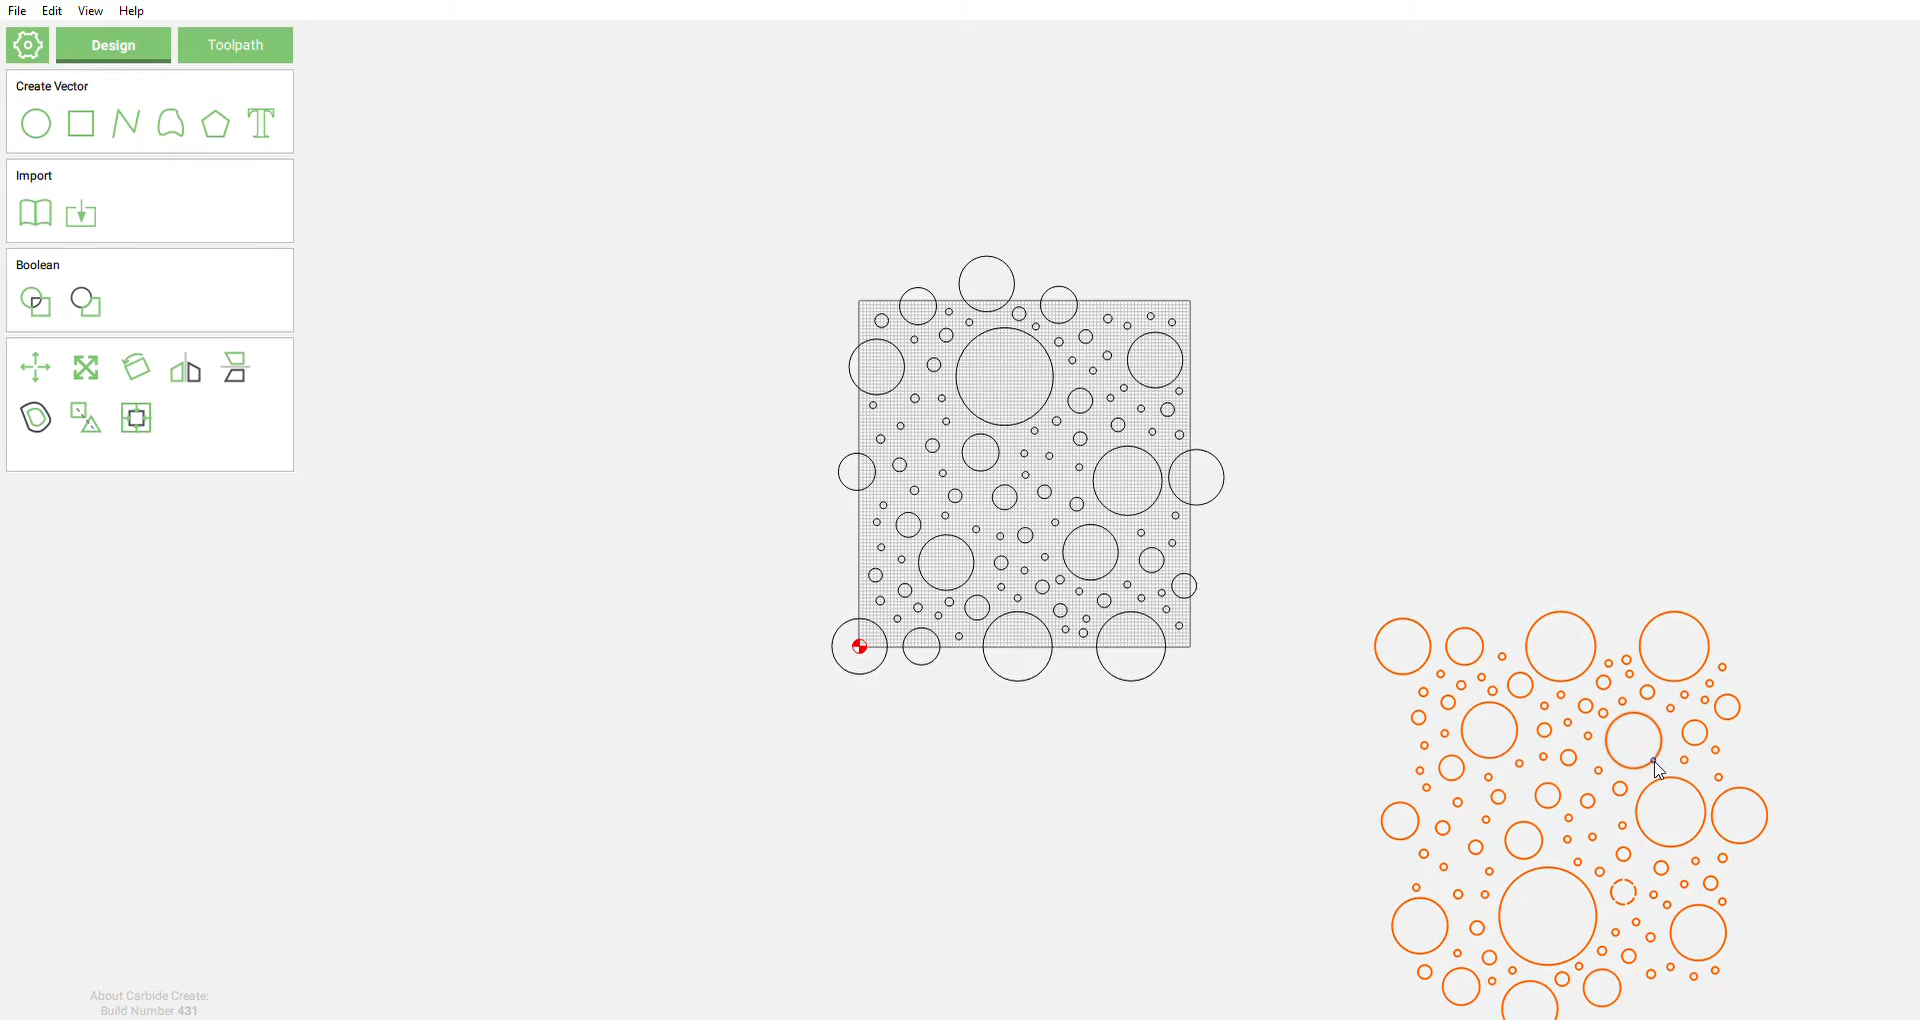 File Edit View Help
Design Toolpath
Create Vector
T
Import
Boolean
About Carbide Create:
Build Number 431